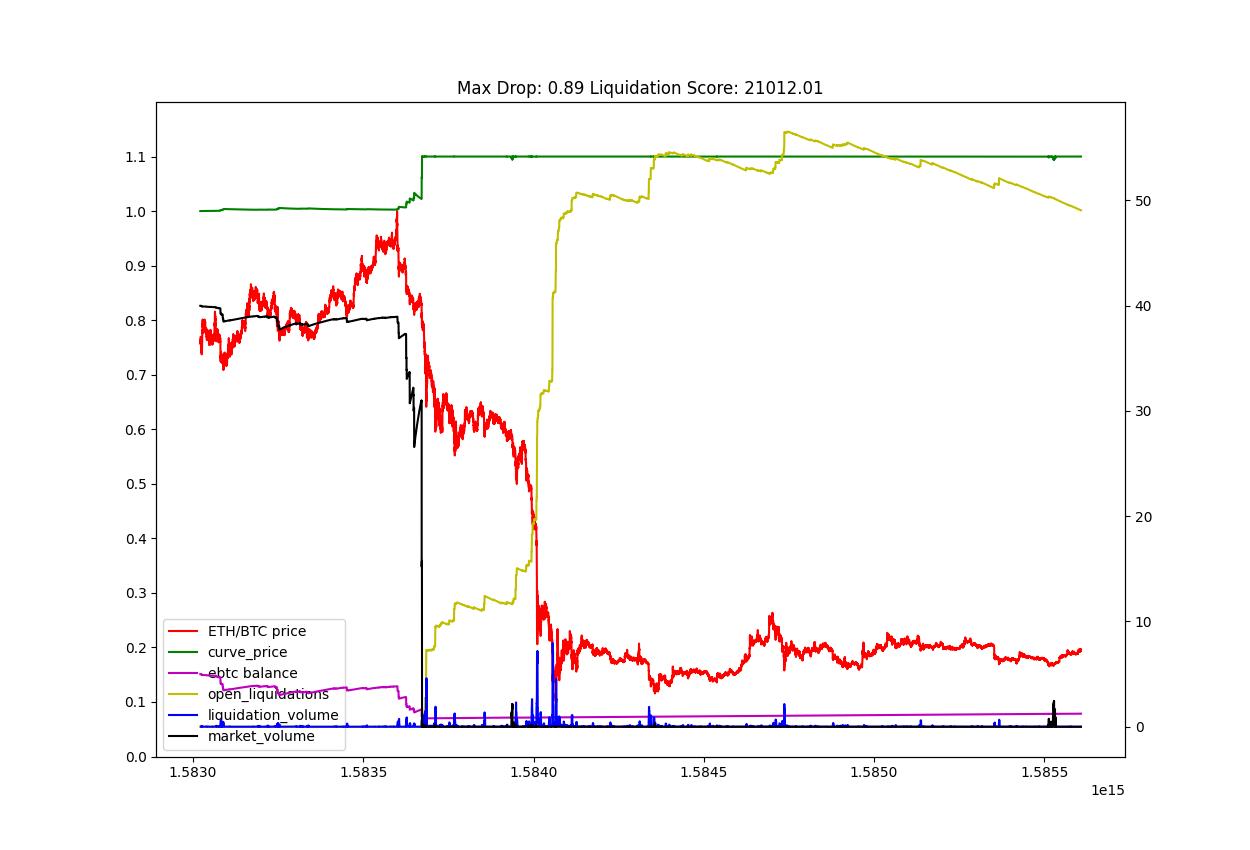 Max Drop: 0.89 Liquidation Score: 21012.01
1.1
1.0
0.9
0.8
0.7
0.6
0.5
0.4
0.3
0.2
0.1
0.0
50
40
30
20
10
0
ETH/BTC price
curve_price
ebtc balance
open_liquidations
liquidation_volume
market_volume
1.5830 1.5835 1.5840 1.5845 1.5850 1.5855
1e15